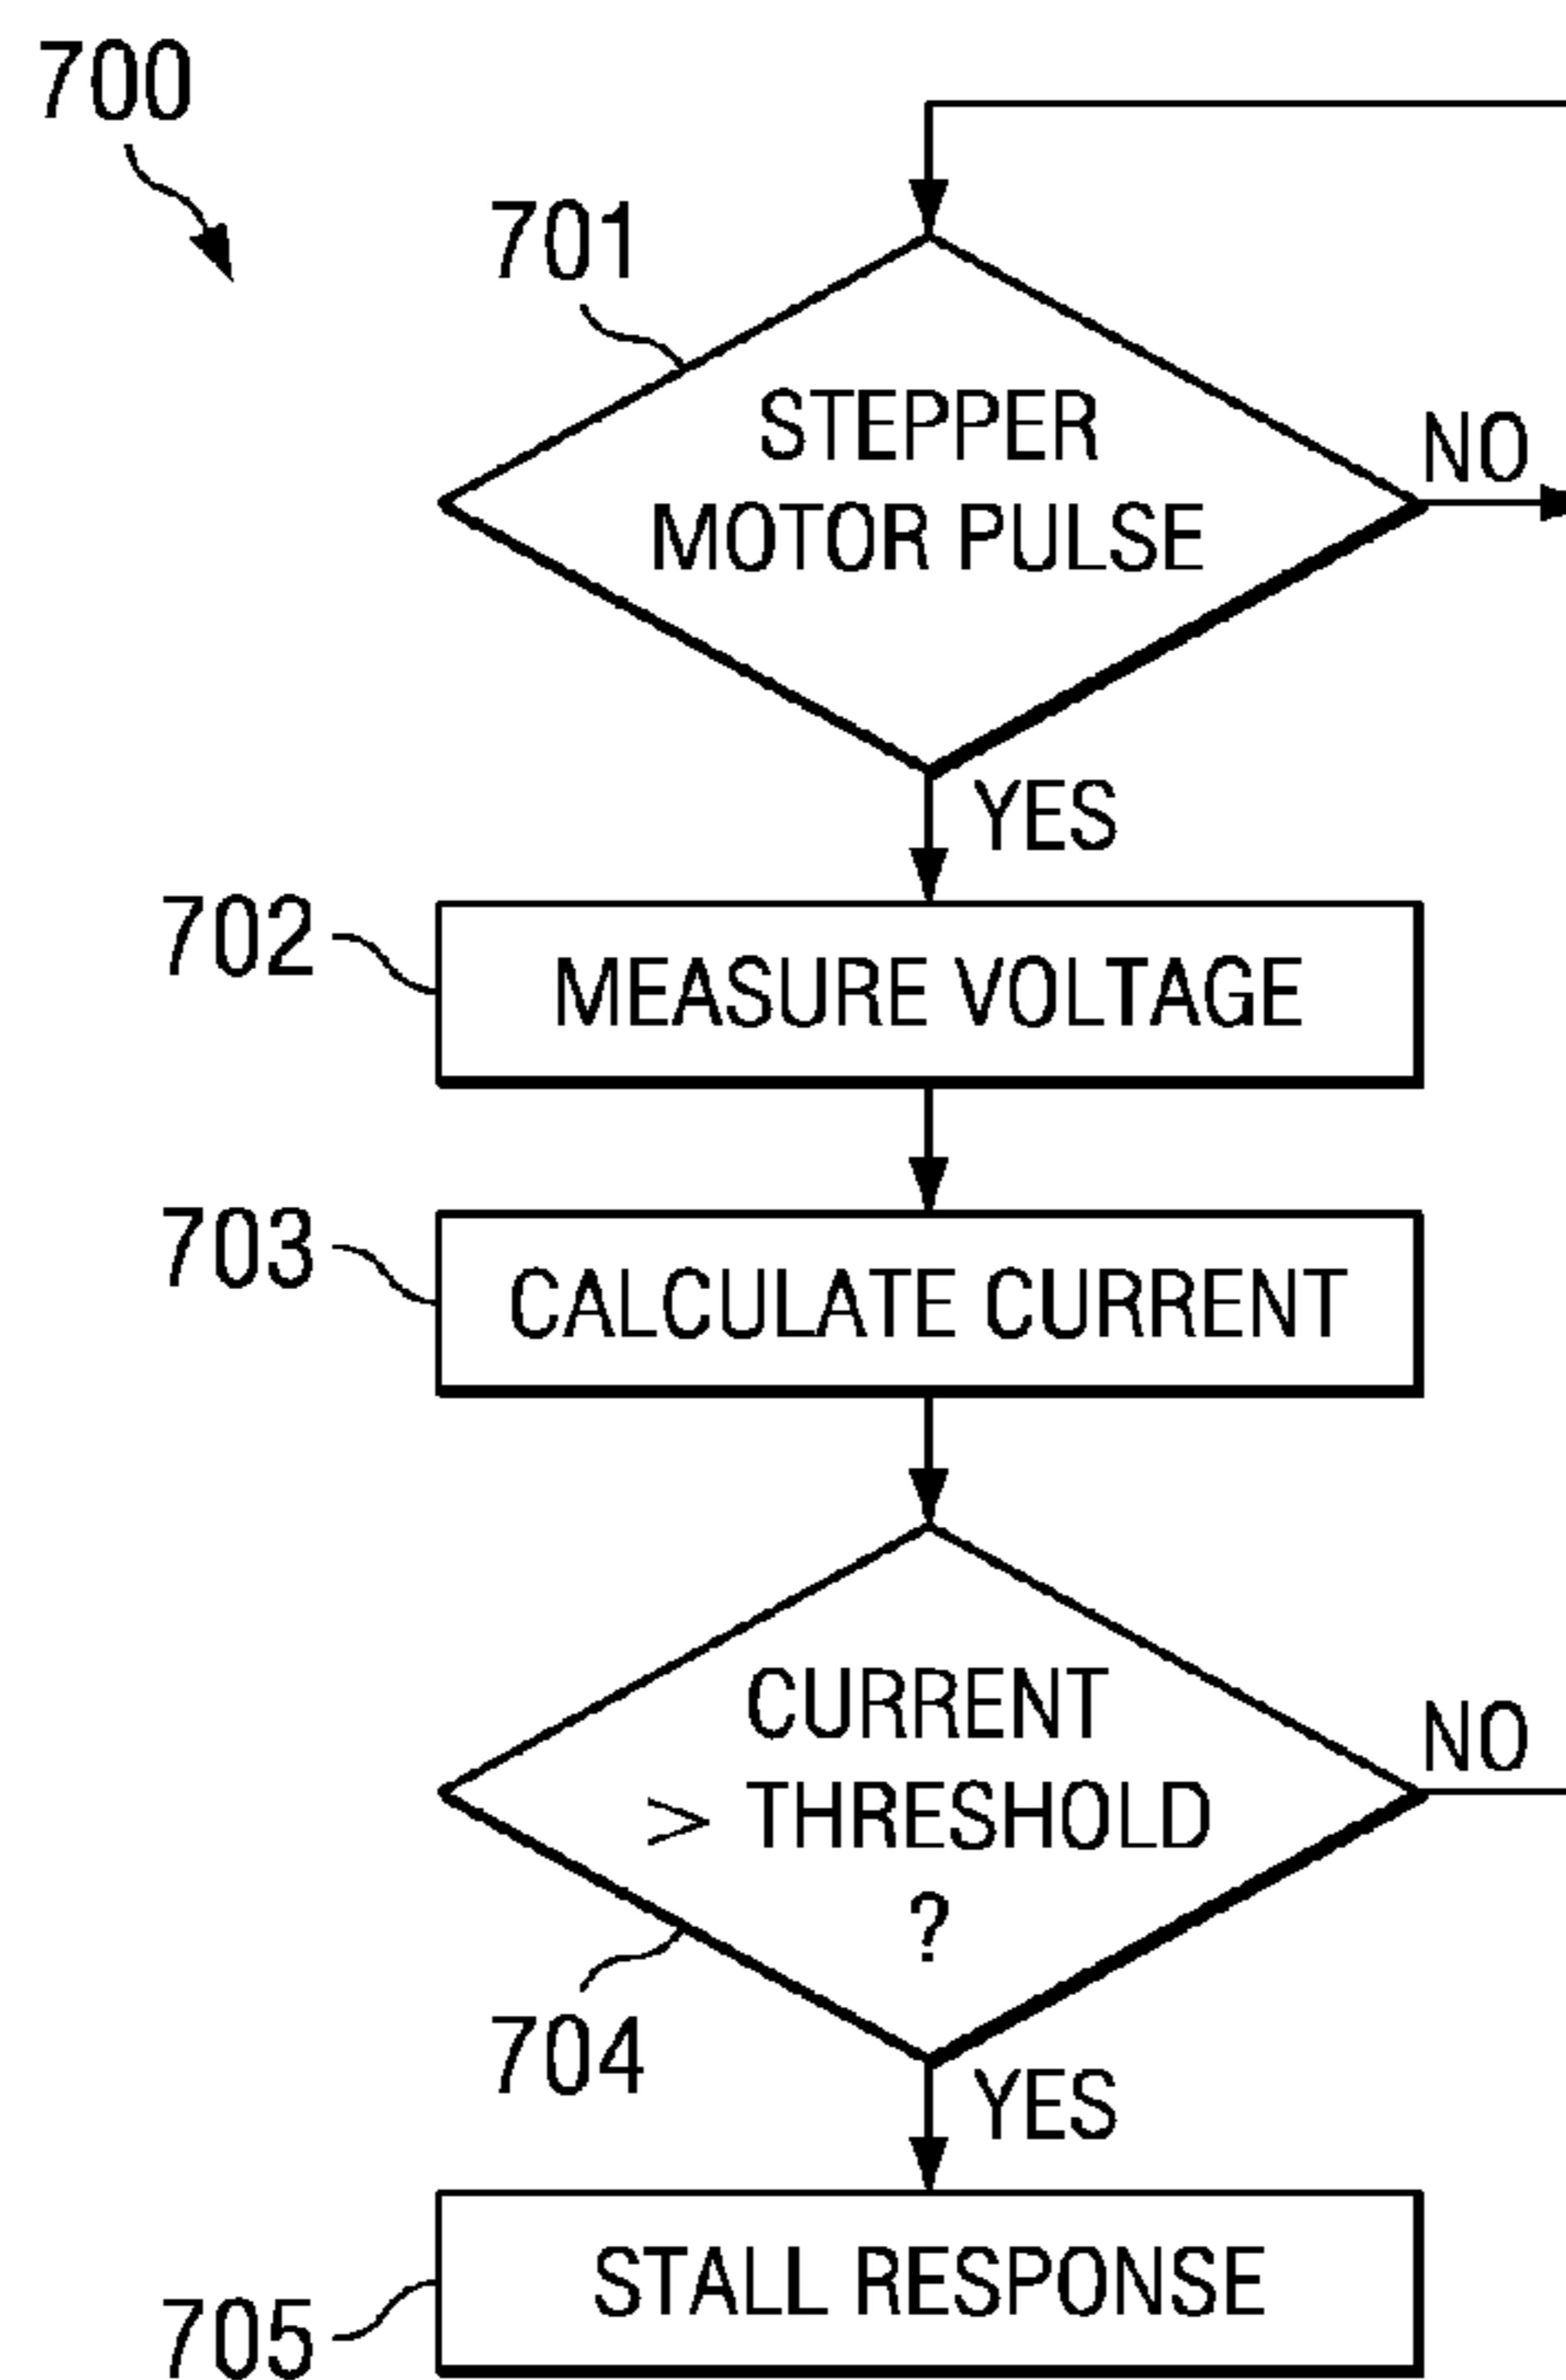 700
701
STEPPER
MOTOR PULSE
NO
YES
702
MEASURE VOLTAGE
703
CALCULATE CURRENT
CURRENT
> THRESHOLD
?
NO
704
YES
STALL RESPONSE
705